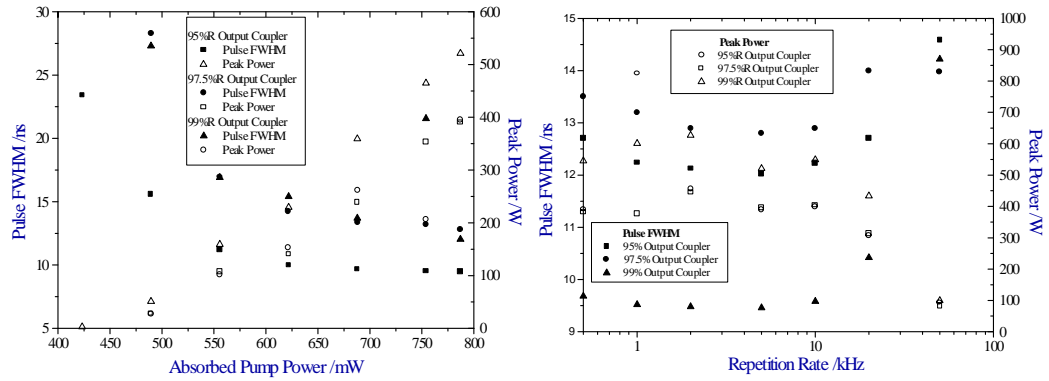 30
25
20
15
10
5
400 450 500 550 600 650 700 750 800
600
500
400
300
200
100
0
Pulse FWHM /ns
Peak Power /W
Absorbed Pump Power /mW
95%R Output Coupler
Pulse FWHM
Peak Power
97.5%R Output Coupler
Pulse FWHM
Peak Power
99%R Output Coupler
Pulse FWHM
Peak Power
15
14
13
12
11
10
9
1 10 100
1000
900
800
700
600
500
400
300
200
100
0
Pulse FWHM /ns
Peak Power /W
Repetition Rate /kHz
Peak Power
95%R Output Coupler
97.5%R Output Coupler
99%R Output Coupler
Pulse FWHM
95% Output Coupler
97.5% Output Coupler
99% Output Coupler